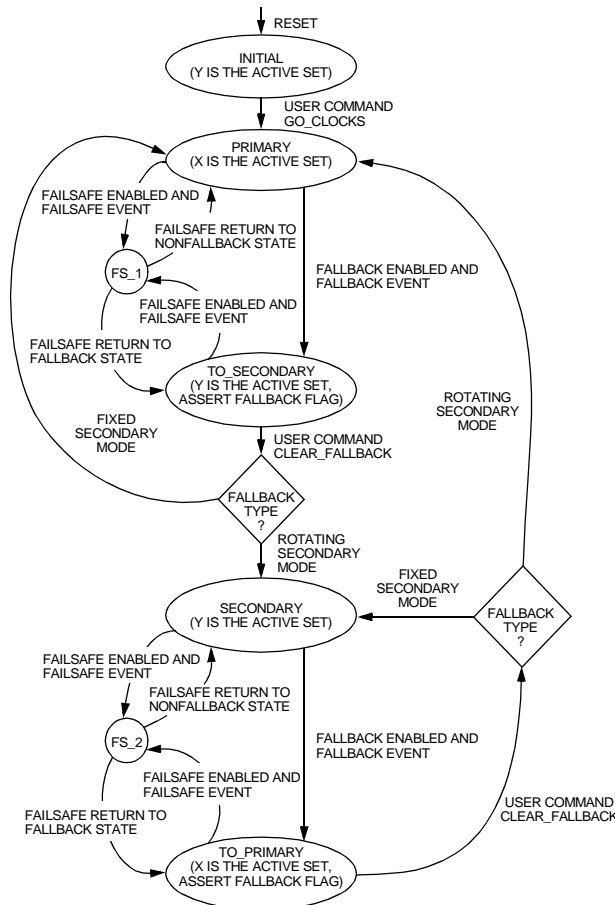 RESET
INITIAL
(Y IS THE ACTIVE SET)
USER COMMAND
GO_CLOCKS
PRIMARY
(X IS THE ACTIVE SET)
FAILSAFE ENABLED AND
FAILSAFE EVENT
FAILSAFE RETURN TO
NONFALLBACK STATE
FS_1
FALLBACK ENABLED AND
FALLBACK EVENT
FAILSAFE ENABLED AND
FAILSAFE EVENT
FAILSAFE RETURN TO
FALLBACK STATE
TO_SECONDARY
(Y IS THE ACTIVE SET,
ASSERT FALLBACK FLAG)
ROTATING
SECONDARY
MODE
FIXED
SECONDARY
MODE
USER COMMAND
CLEAR_FALLBACK
FALLBACK
TYPE
?
ROTATING
SECONDARY
MODE
FIXED
SECONDARY
MODE
FALLBACK
TYPE
?
SECONDARY
(Y IS THE ACTIVE SET)
FAILSAFE ENABLED AND
FAILSAFE EVENT
FAILSAFE RETURN TO
NONFALLBACK STATE
FS_2
FALLBACK ENABLED AND
FALLBACK EVENT
FAILSAFE ENABLED AND
FAILSAFE EVENT
FAILSAFE RETURN TO
FALLBACK STATE
USER COMMAND
CLEAR_FALLBACK
TO_PRIMARY
(X IS THE ACTIVE SET,
ASSERT FALLBACK FLAG)